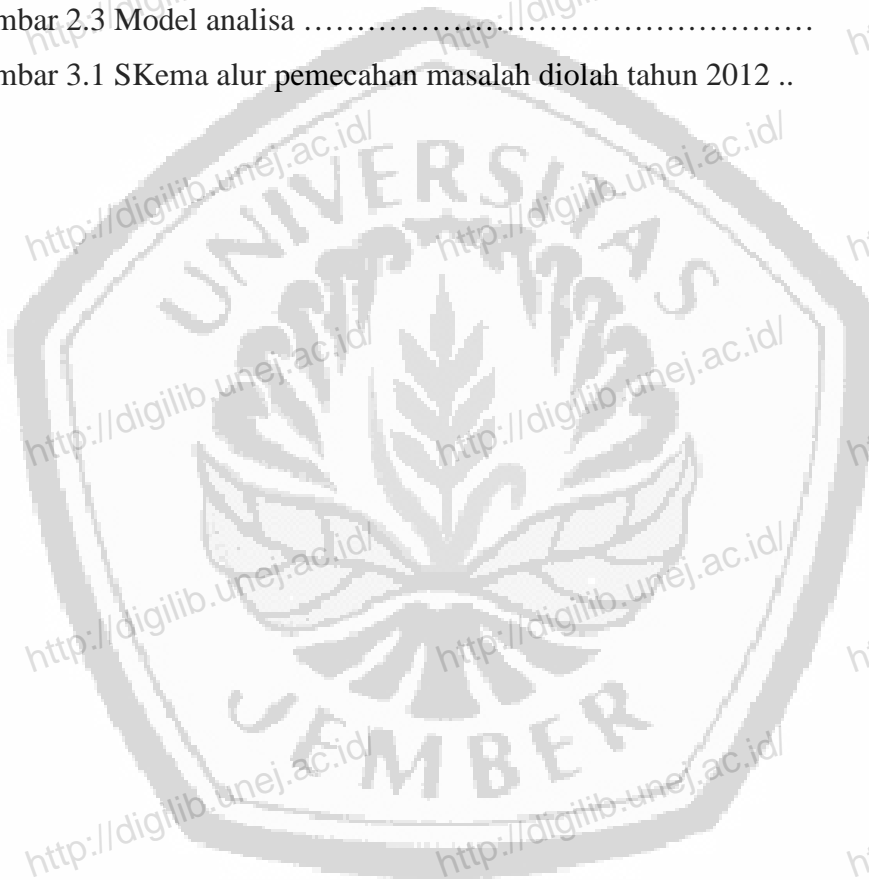 mbar 2.3 Model analisa ……………………………………………
mbar 3.1 SKema alur pemecahan masalah diolah tahun 2012 ..
http://digilib.unej.ac.id/
http://digilib.unej.ac.id/
UNIVERSITAS
http://digilib.unej.ac.id/
http://digilib.unej.ac.id/
http://digilib.unej.ac.id/
http://digilib.unej.ac.id/
JEMBER
http://digilib.unej.ac.id/
http://digilib.unej.ac.id/